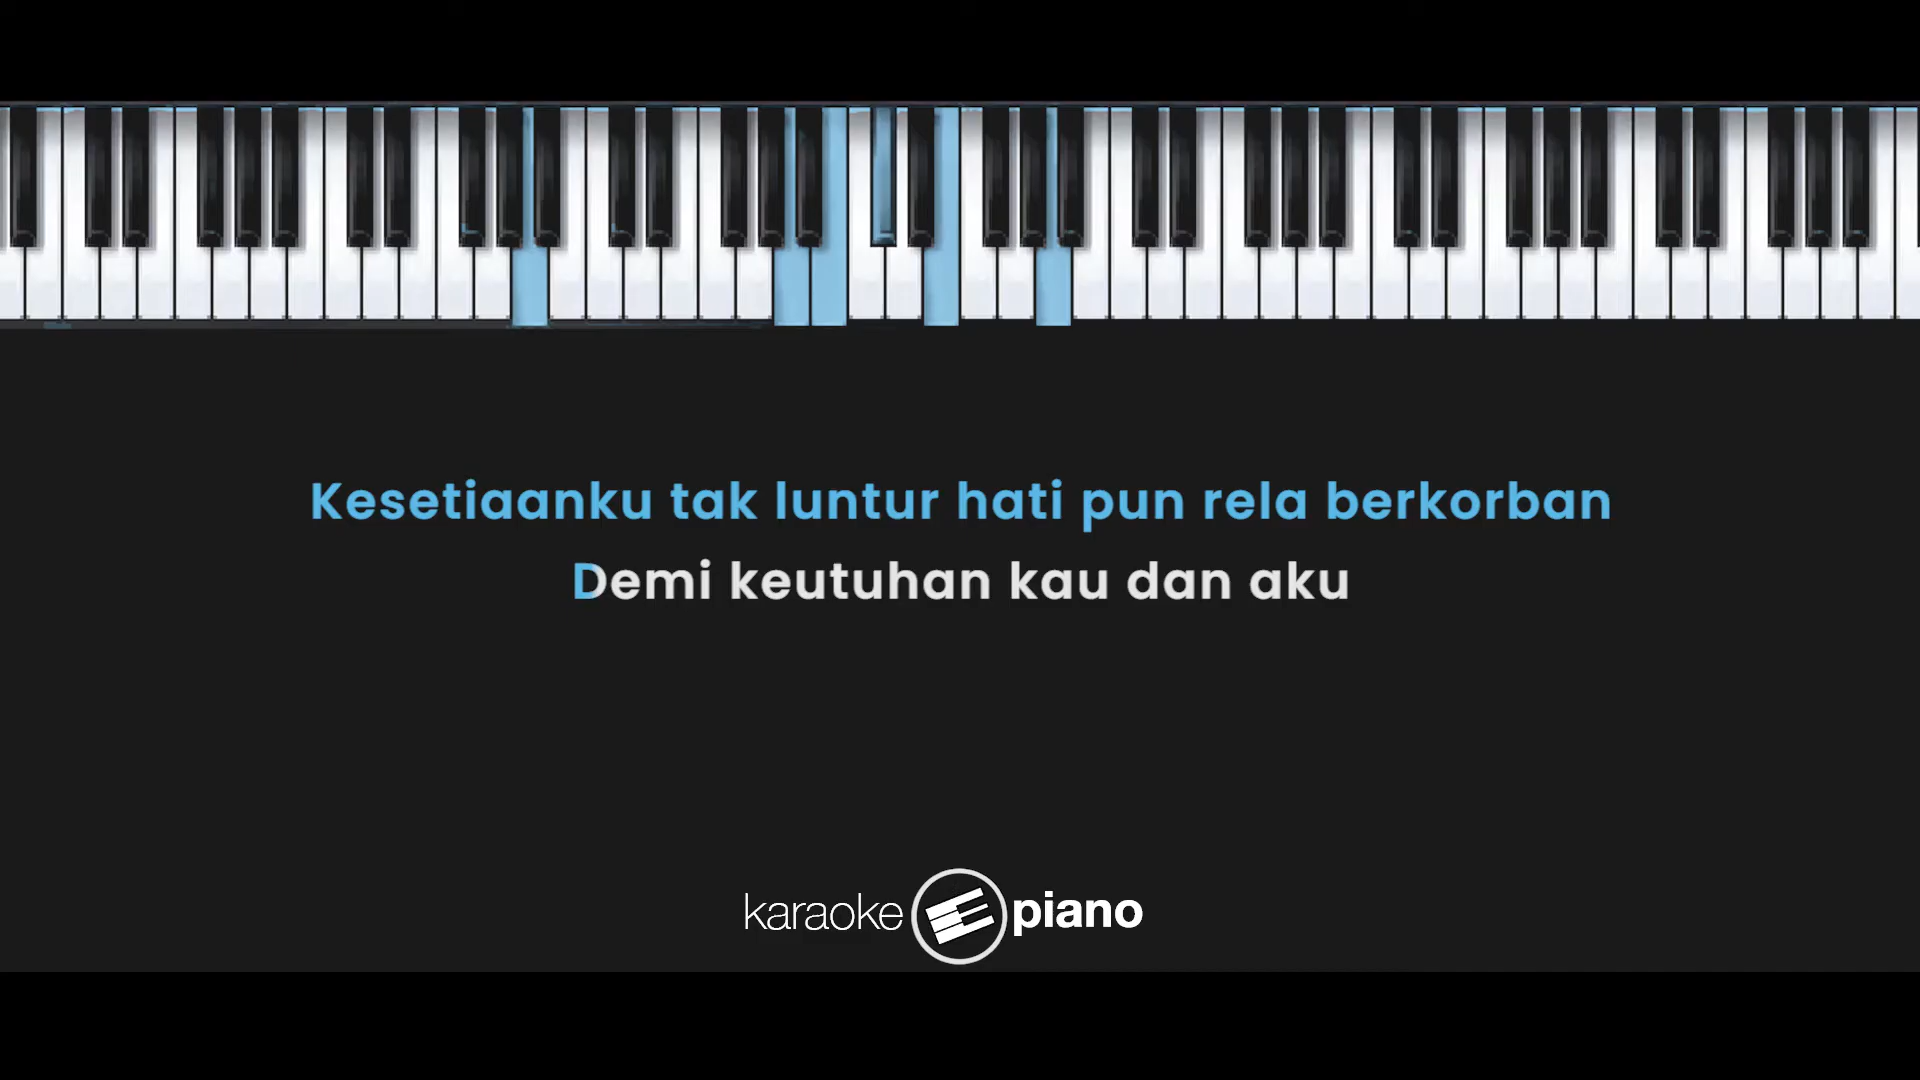 Kesetiaanku tak luntur hati pun rela berkorban
Demi keutuhan kau dan aku
karaoke piano